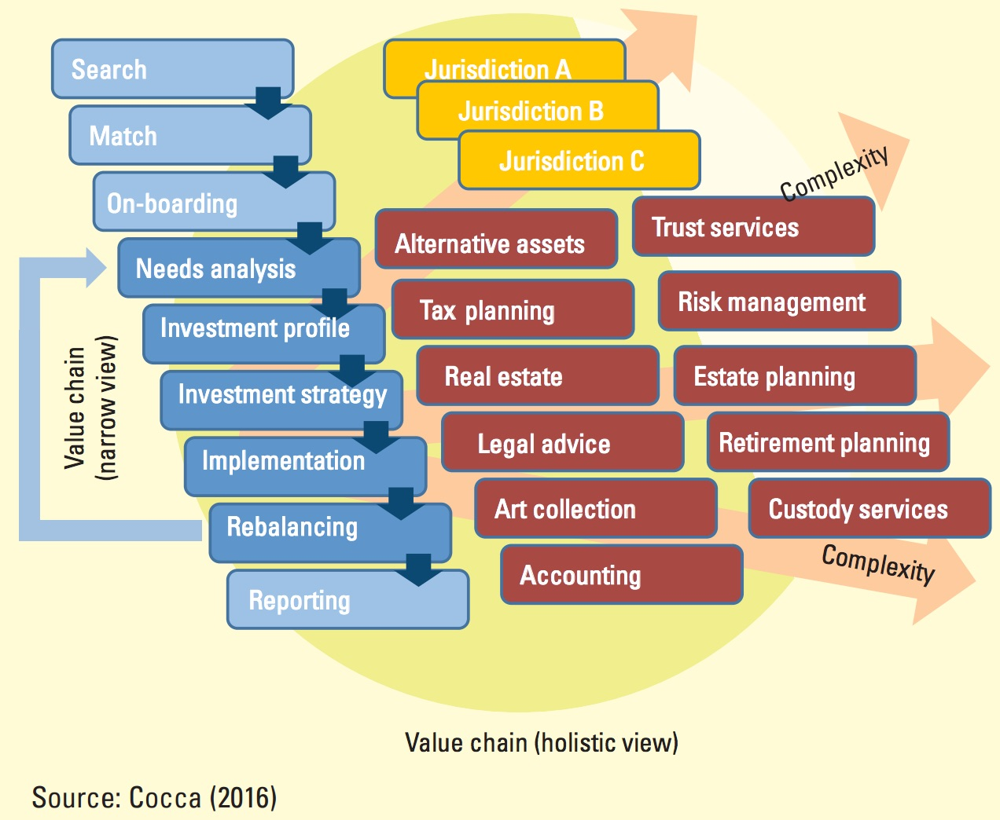 Search
Match
On-boarding
Needs analysis
Investment profile
Investment strategy
Implementation
Rebalancing
Reporting
Value chain
(narrow view)
Jurisdiction A
Jurisdiction B
Jurisdiction C
Alternative assets
Tax planning
Real estate
Legal advice
Art collection
Accounting
Complexity
Trust services
Risk management
Estate planning
Retirement planning
Custody services
Complexity
Value chain (holistic view)
Source: Cocca (2016)